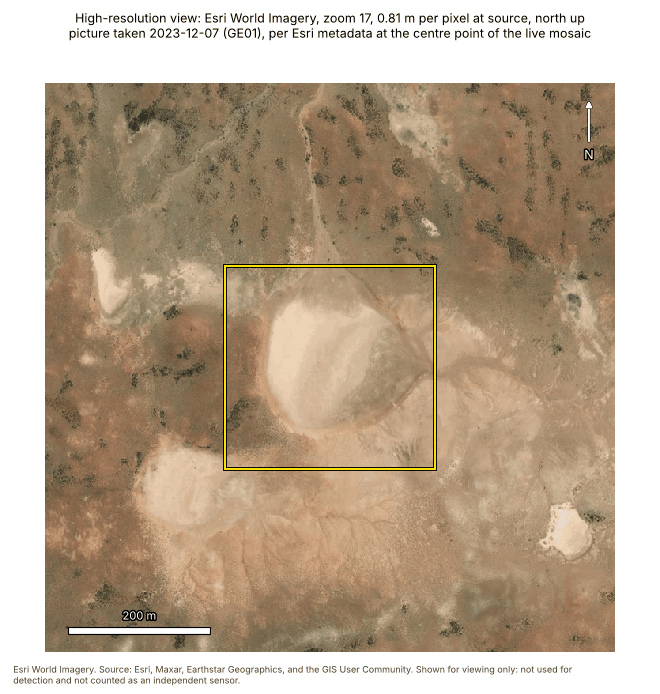 High-resolution view: Esri World Imagery, zoom 17, 0.81 m per pixel at source, north up
picture taken 2023-12-07 (GE01), per Esri metadata at the centre point of the live mosaic
N
200 m
Esri World Imagery. Source: Esri, Maxar, Earthstar Geographics, and the GIS User Community. Shown for viewing only: not used for
detection and not counted as an independent sensor.